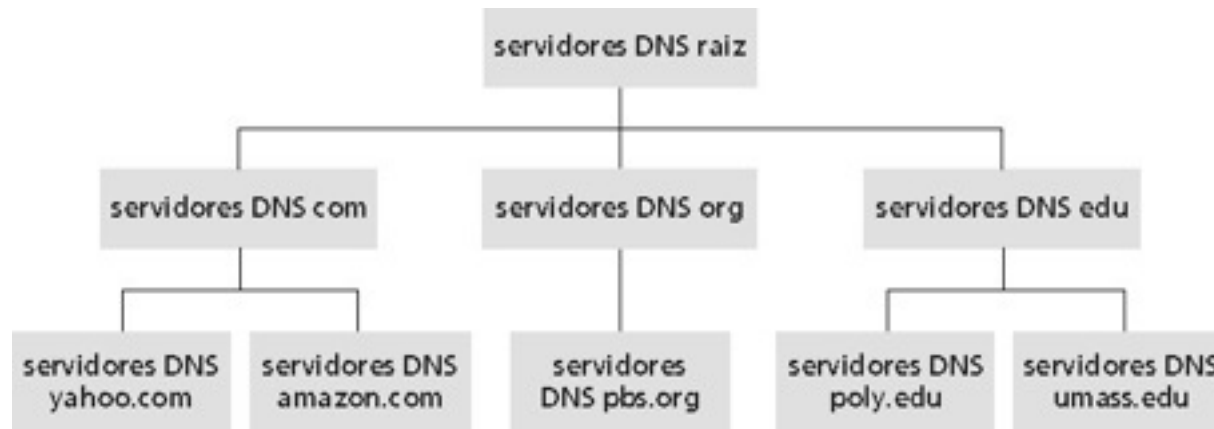 servidores DNS raiz
servidores DNS com
servidores DNS org
servidores DNS edu
servidores DNS
yahoo.com
servidores DNS
amazon.com
servidores
DNS pbs.org
servidores DNS
poly.edu
servidores DNS
umass.edu